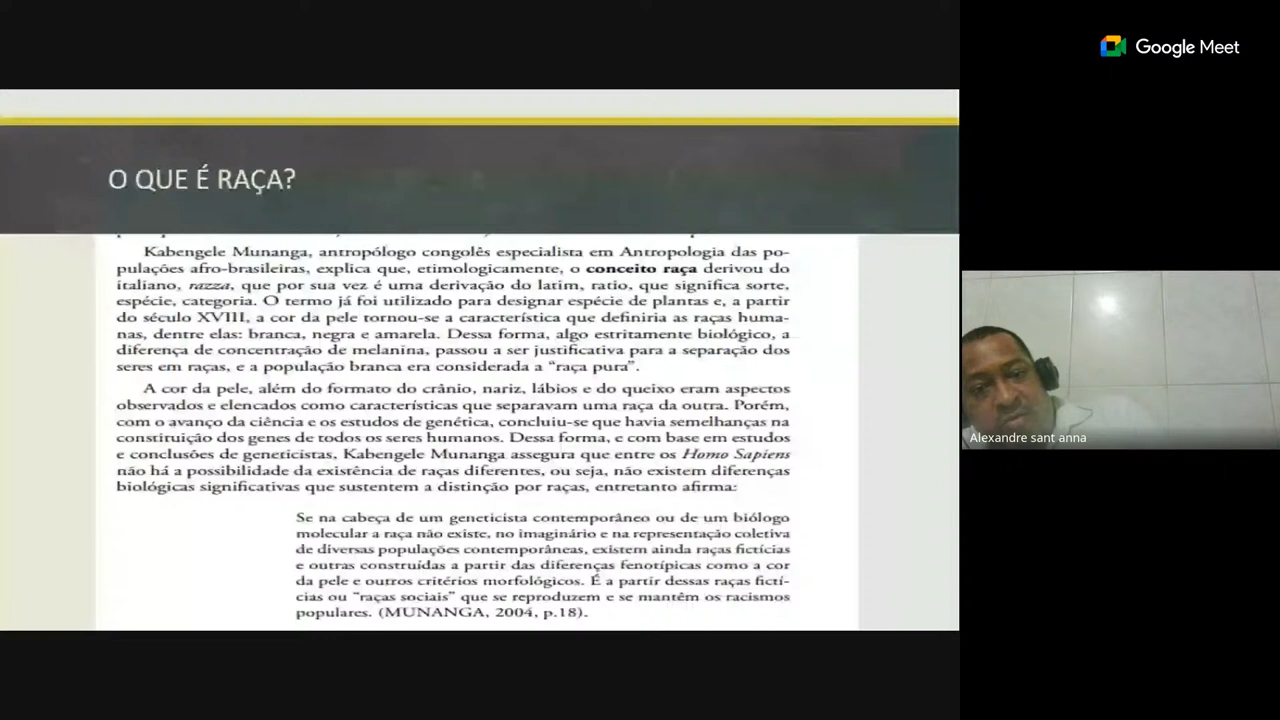 Google Meet
O QUE É RAÇA?
Kabengele Munanga, antropólogo congolês especialista em Antropologia das po-
pulações afro-brasileiras, explica que, etimologicamente, o conceito raça derivou do
italiano, razza, que por sua vez é uma derivação do latim, ratio, que significa sorte,
espécie, categoria. O termo já foi utilizado para designar espécie de plantas e, a partir
do século XVIII, a cor da pele tornou-se a característica que definiria as raças huma-
nas, dentre elas: branca, negra e amarela. Dessa forma, algo estritamente biológico, a
diferença de concentração de melanina, passou a ser justificativa para a separação dos
seres em raças, e a população branca era considerada a “raça pura”.
A cor da pele, além do formato do crânio, nariz, lábios e do queixo eram aspectos
observados e elencados como características que separavam uma raça da outra. Porém,
com o avanço da ciência e os estudos de genética, concluiu-se que havia semelhanças na
constituição dos genes de todos os seres humanos. Dessa forma, e com base em estudos
e conclusões de geneticistas, Kabengele Munanga assegura que entre os Homo Sapiens
não há a possibilidade da existência de raças diferentes, ou seja, não existem diferenças
biológicas significativas que sustentem a distinção por raças, entretanto afirma:
Se na cabeça de um geneticista contemporâneo ou de um biólogo
molecular a raça não existe, no imaginário e na representação coletiva
de diversas populações contemporâneas, existem ainda raças fictícias
e outras construídas a partir das diferenças fenotípicas como a cor
da pele e outros critérios morfológicos. É a partir dessas raças fictí-
cias ou “raças sociais” que se reproduzem e se mantêm os racismos
populares. (MUNANGA, 2004, p.18).
Alexandre sant anna